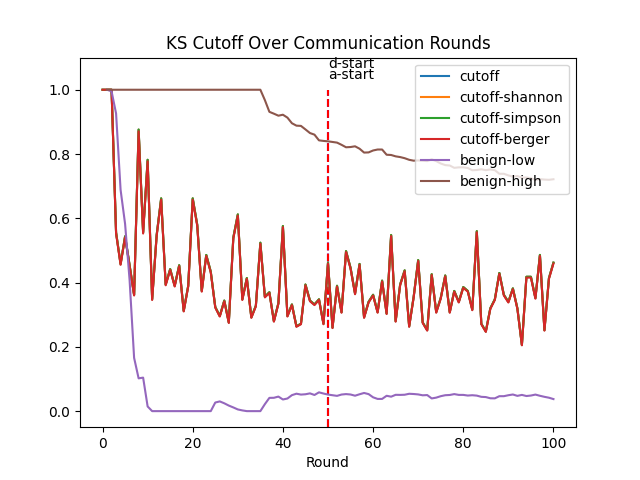 KS Cutoff Over Communication Rounds
d-start
a-start
cutoff
cutoff-shannon
cutoff-simpson
cutoff-berger
benign-low
benign-high
1.0
0.8
0.6
0.4
0.2
0.0
0 20 40 60 80 100
Round